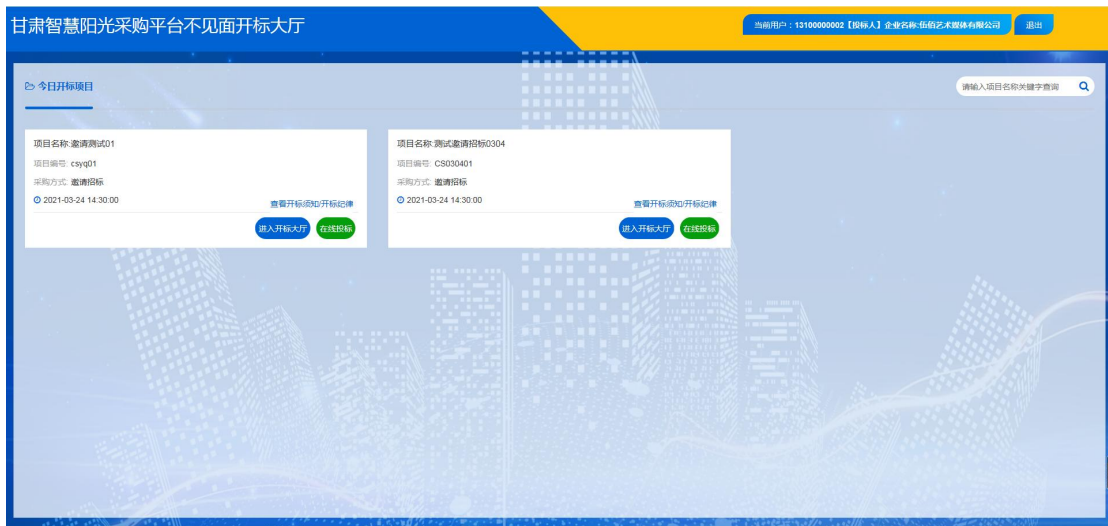 甘肃智慧阳光采购平台不见面开标大厅
当前用户：13100000002【投标人】企业名称:伍佰艺术媒体有限公司
退出
今日开标项目
请输入项目名称关键字查询
项目名称:邀请测试01
项目编号: csyq01
采购方式: 邀请招标
2021-03-24 14:30:00
查看开标须知/开标纪律
进入开标大厅
在线投标
项目名称:测试邀请招标0304
项目编号: CS030401
采购方式: 邀请招标
2021-03-24 14:30:00
查看开标须知/开标纪律
进入开标大厅
在线投标